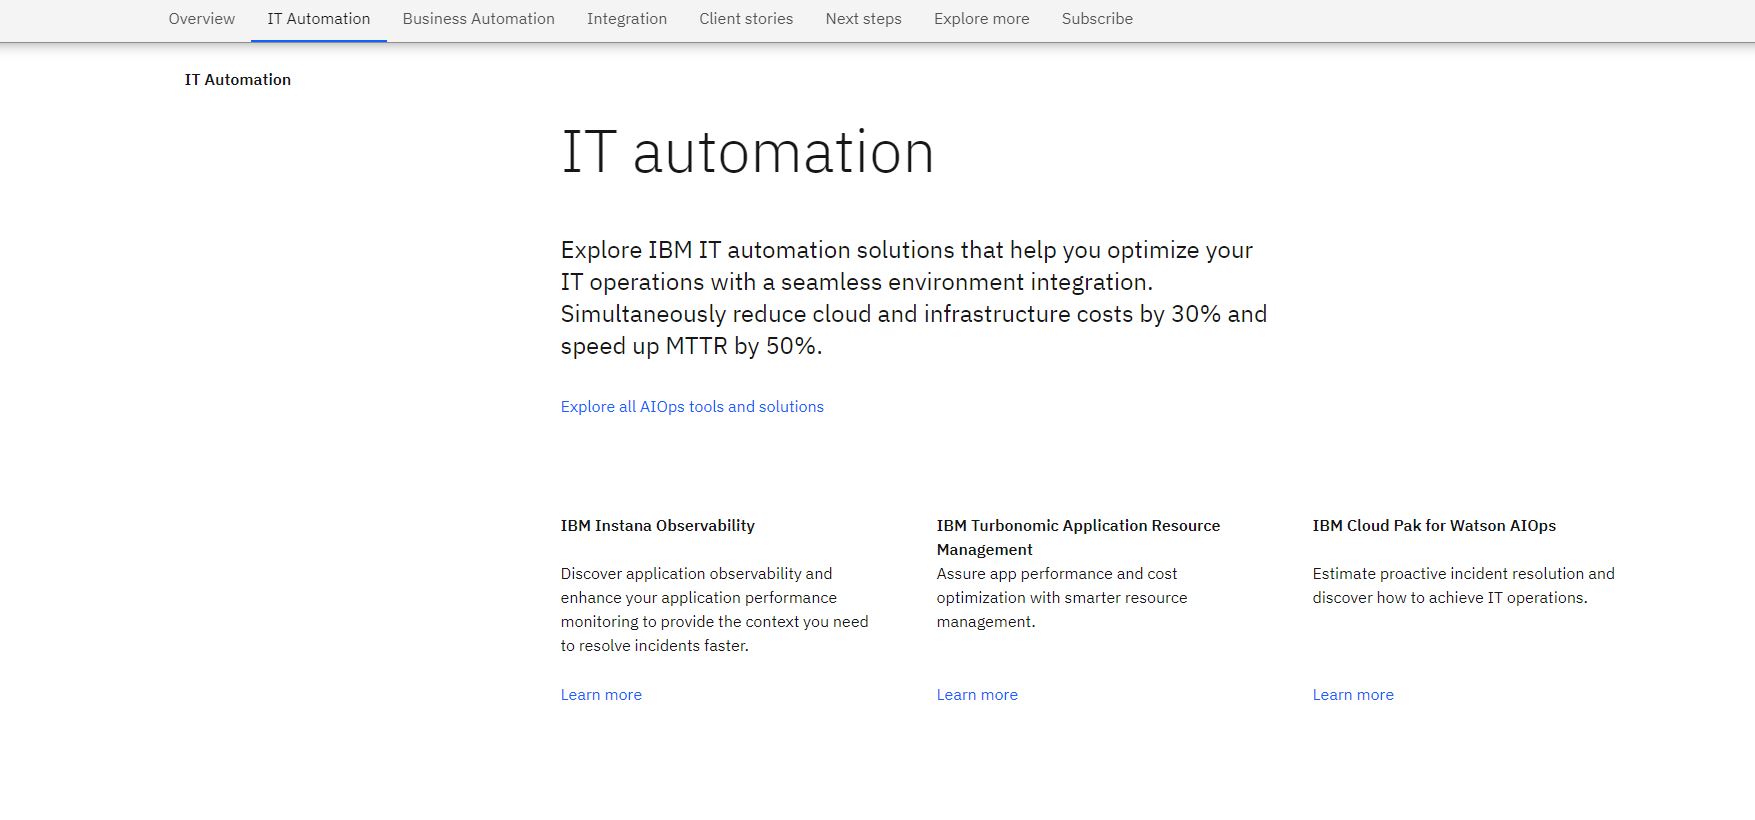 Overview IT Automation Business Automation Integration Client stories Next steps Explore more Subscribe
IT Automation
IT automation
Explore IBM IT automation solutions that help you optimize your
IT operations with a seamless environment integration.
Simultaneously reduce cloud and infrastructure costs by 30% and
speed up MTTR by 50%.
Explore all AIOps tools and solutions
IBM Instana Observability
Discover application observability and
enhance your application performance
monitoring to provide the context you need
to resolve incidents faster.
Learn more
IBM Turbonomic Application Resource
Management
Assure app performance and cost
optimization with smarter resource
management.
Learn more
IBM Cloud Pak for Watson AIOps
Estimate proactive incident resolution and
discover how to achieve IT operations.
Learn more